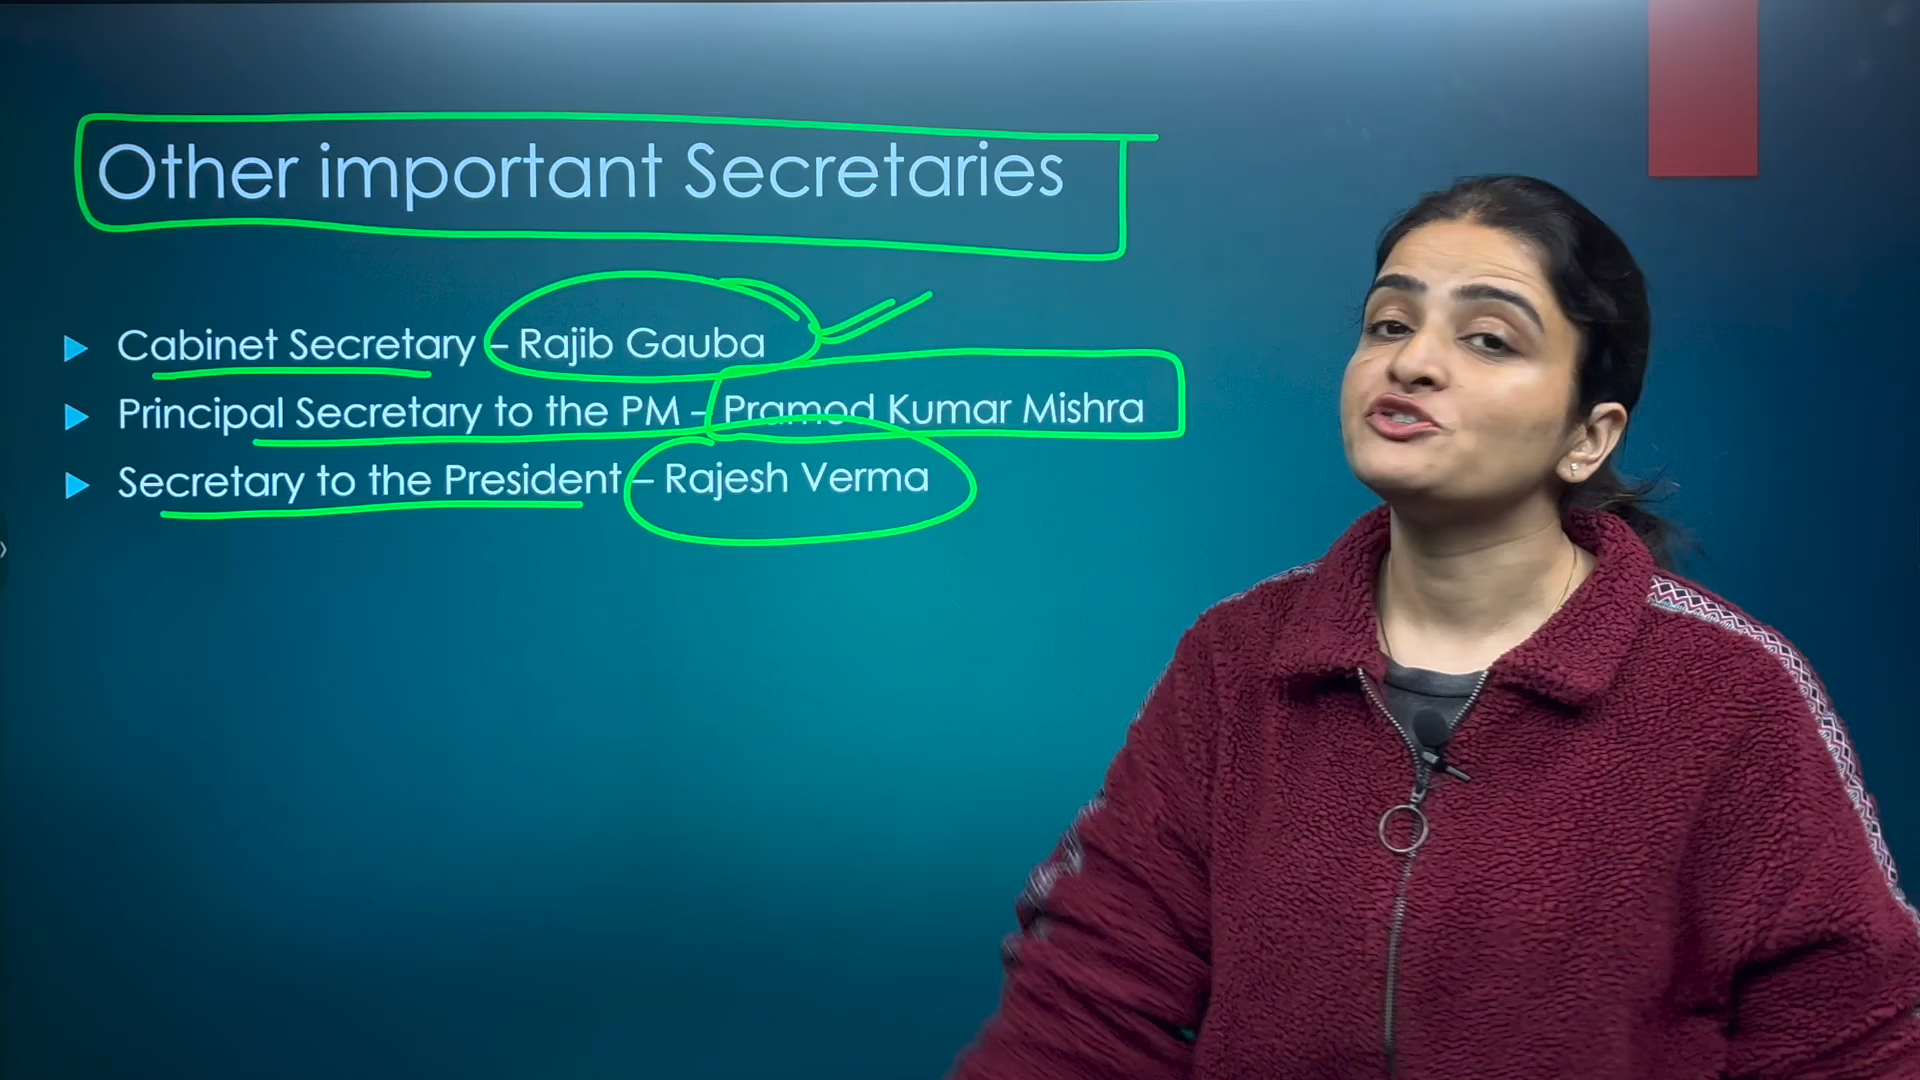 Other important Secretaries
Cabinet Secretary – Rajib Gauba
Principal Secretary to the PM – Pramod Kumar Mishra
Secretary to the President – Rajesh Verma